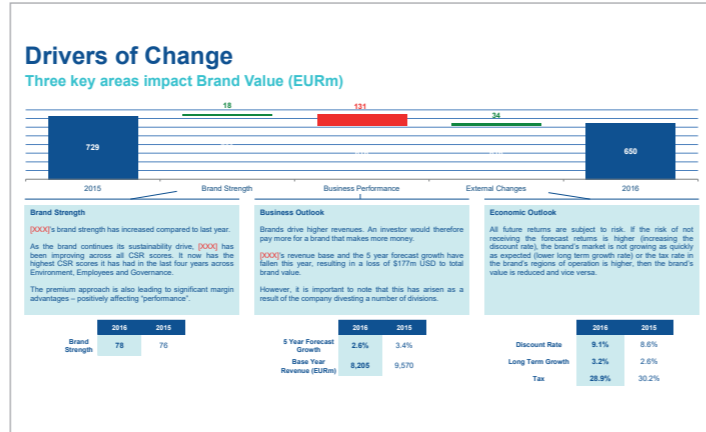 Drivers of Change
Three key areas impact Brand Value (EURm)
18
131
34
729
650
2015
Brand Strength
Business Performance
External Changes
2016
Brand Strength
[XXX]'s brand strength has increased compared to last year.
As the brand continues its sustainability drive, [XXX] has
been improving across all CSR scores. It now has the
highest CSR scores it has had in the last four years across
Environment, Employees and Governance.
The premium approach is also leading to significant margin
advantages – positively affecting "performance".
Business Outlook
Brands drive higher revenues. An investor would therefore
pay more for a brand that makes more money.
[XXX]'s revenue base and the 5 year forecast growth have
fallen this year, resulting in a loss of $177m USD to total
brand value.
However, it is important to note that this has arisen as a
result of the company divesting a number of divisions.
Economic Outlook
All future returns are subject to risk. If the risk of not
receiving the forecast returns is higher (increasing the
discount rate), the brand's market is not growing as quickly
as expected (lower long term growth rate) or the tax rate in
the brand's regions of operation is higher, then the brand's
value is reduced and vice versa.
2016 2015
Brand Strength 78 76
2016 2015
5 Year Forecast Growth 2.6% 3.4%
Base Year Revenue (EURm) 8,205 9,570
2016 2015
Discount Rate 9.1% 8.6%
Long Term Growth 3.2% 2.6%
Tax 28.9% 30.2%